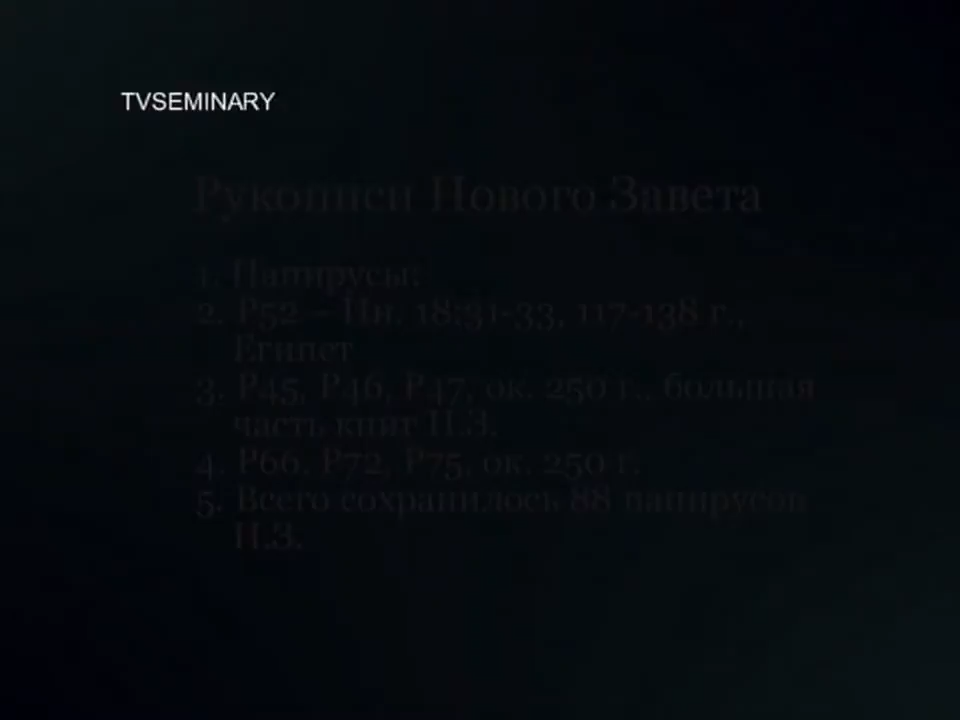 TVSEMINARY
Рукописи Нового Завета
1. Папирусы:
2. P52 – Ин. 18:31-33, 117-138 г.,
Египет
3. P45, P46, P47, ок. 250 г., большая
часть книг Н.З.
4. P66, P72, P75, ок. 250 г.
5. Всего сохранилось 88 папирусов
Н.З.